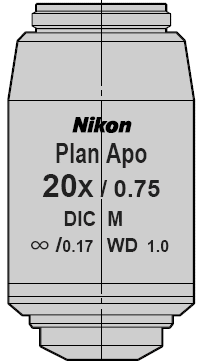 Nikon
Plan Apo
20x / 0.75
DIC M
∞ /0.17 WD 1.0